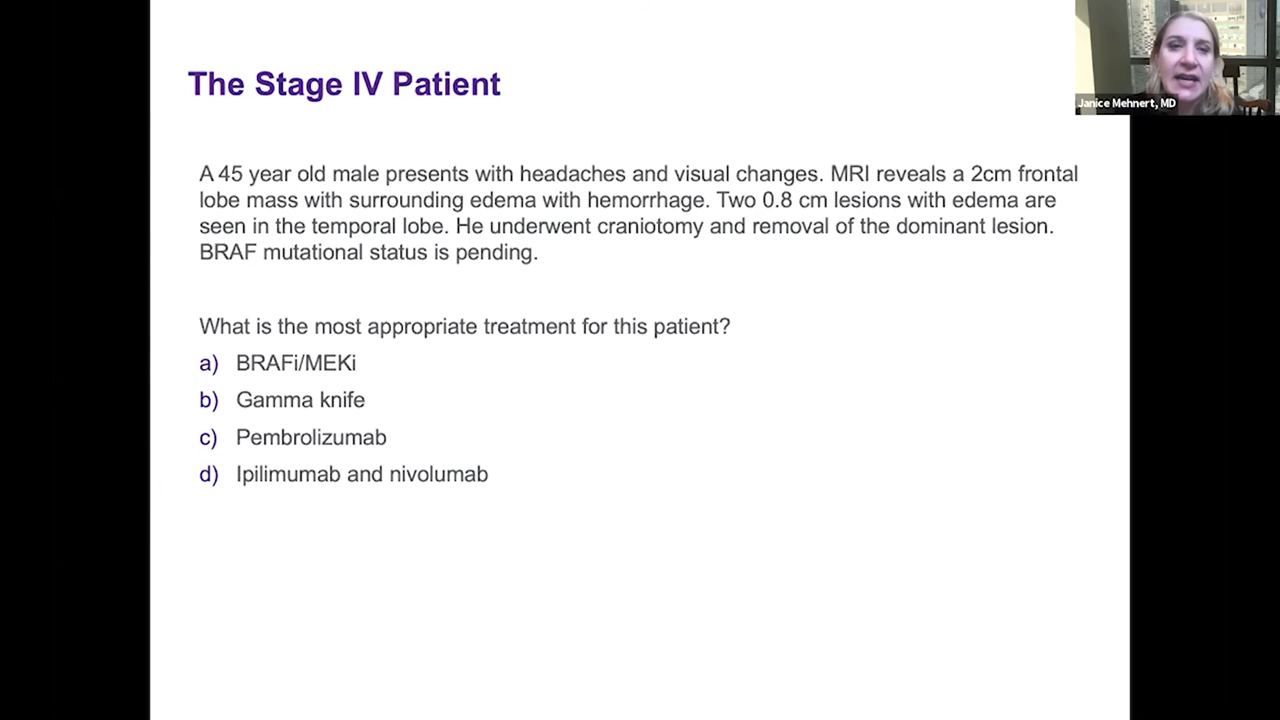 The Stage IV Patient
Janice Mehnert, MD
A 45 year old male presents with headaches and visual changes. MRI reveals a 2cm frontal
lobe mass with surrounding edema with hemorrhage. Two 0.8 cm lesions with edema are
seen in the temporal lobe. He underwent craniotomy and removal of the dominant lesion.
BRAF mutational status is pending.
What is the most appropriate treatment for this patient?
a) BRAFi/MEKi
b) Gamma knife
c) Pembrolizumab
d) Ipilimumab and nivolumab